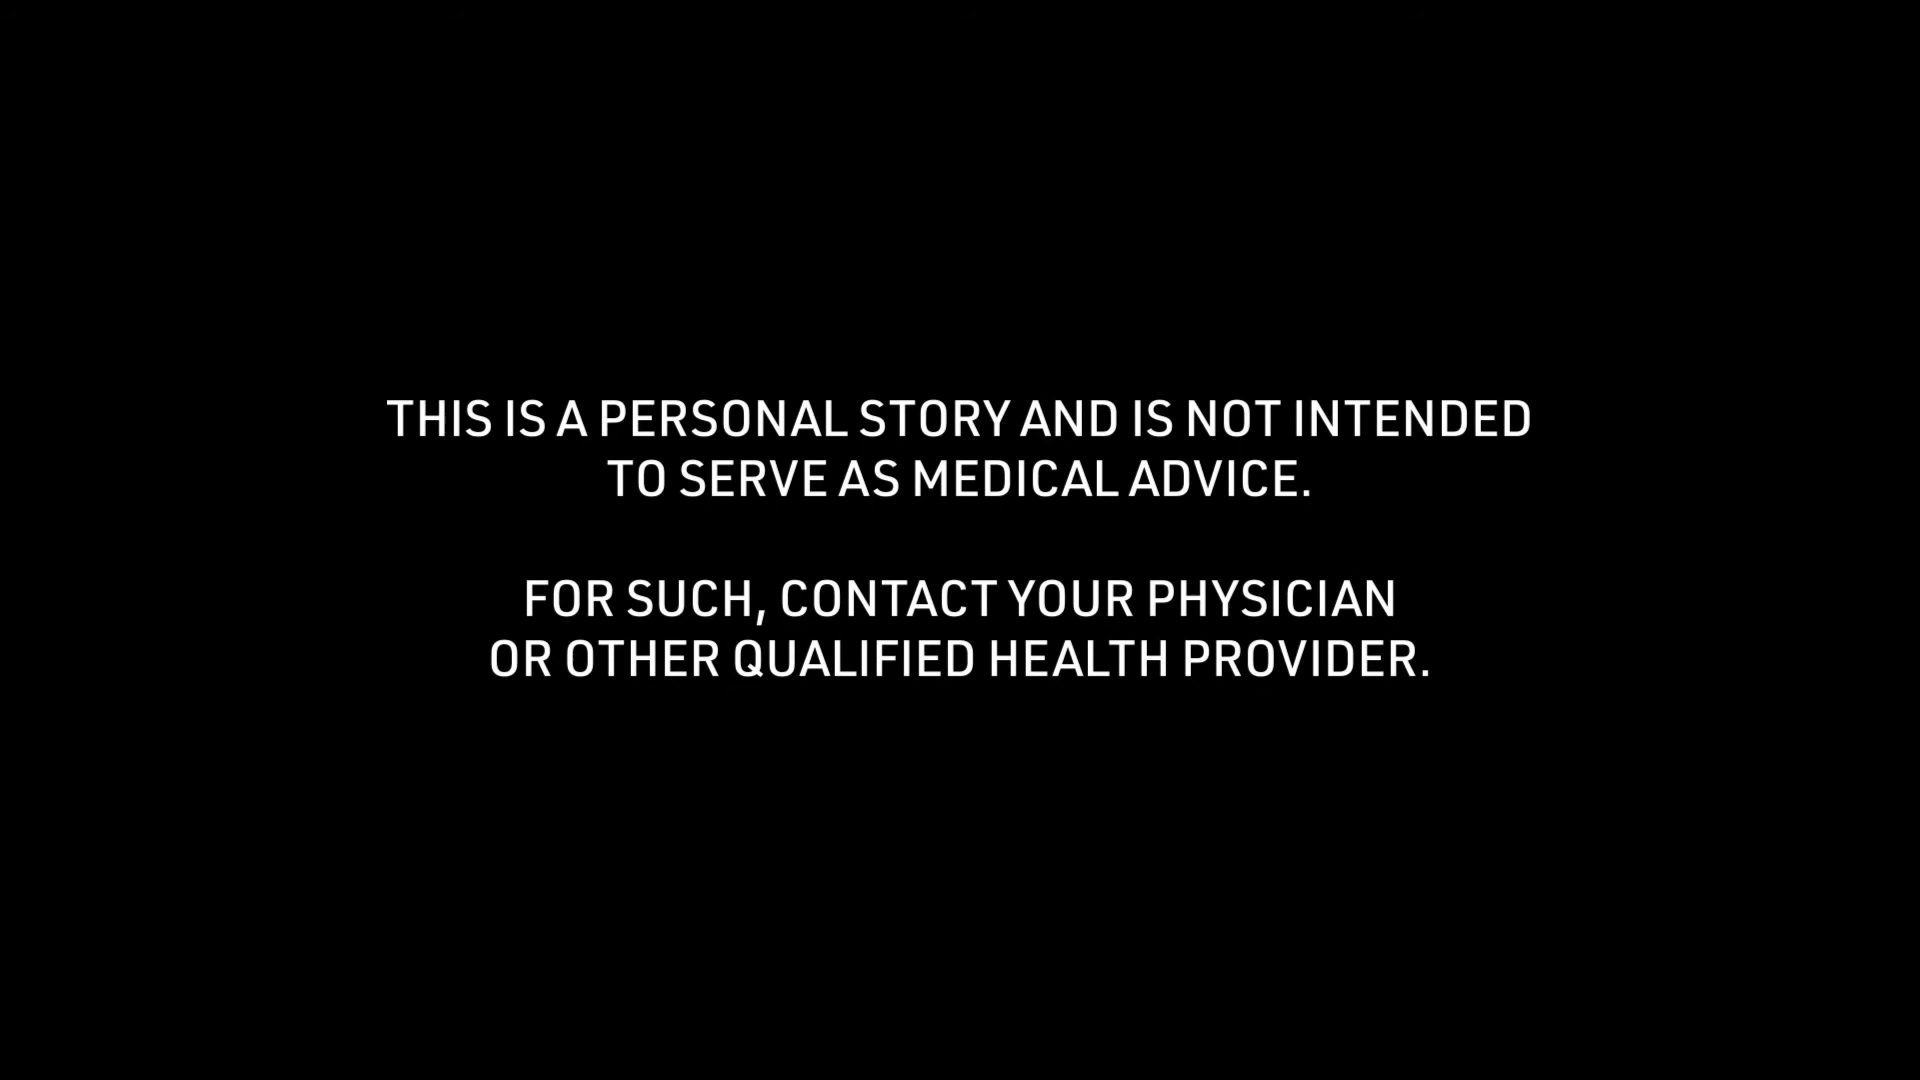 THIS IS A PERSONAL STORY AND IS NOT INTENDED
TO SERVE AS MEDICAL ADVICE.
FOR SUCH, CONTACT YOUR PHYSICIAN
OR OTHER QUALIFIED HEALTH PROVIDER.